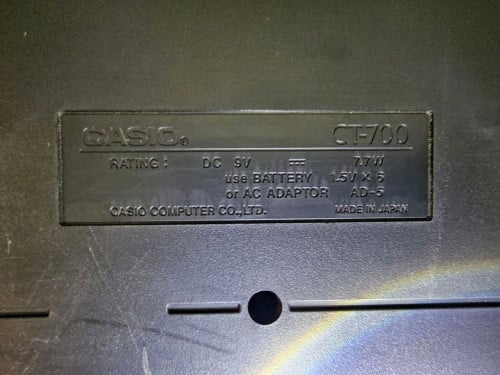 CASIO® CT-700
RATING: DC 9V ⎓ 7.7W
use BATTERY 1.5V X 6
or AC ADAPTOR AD-5
CASIO COMPUTER CO.,LTD. MADE IN JAPAN